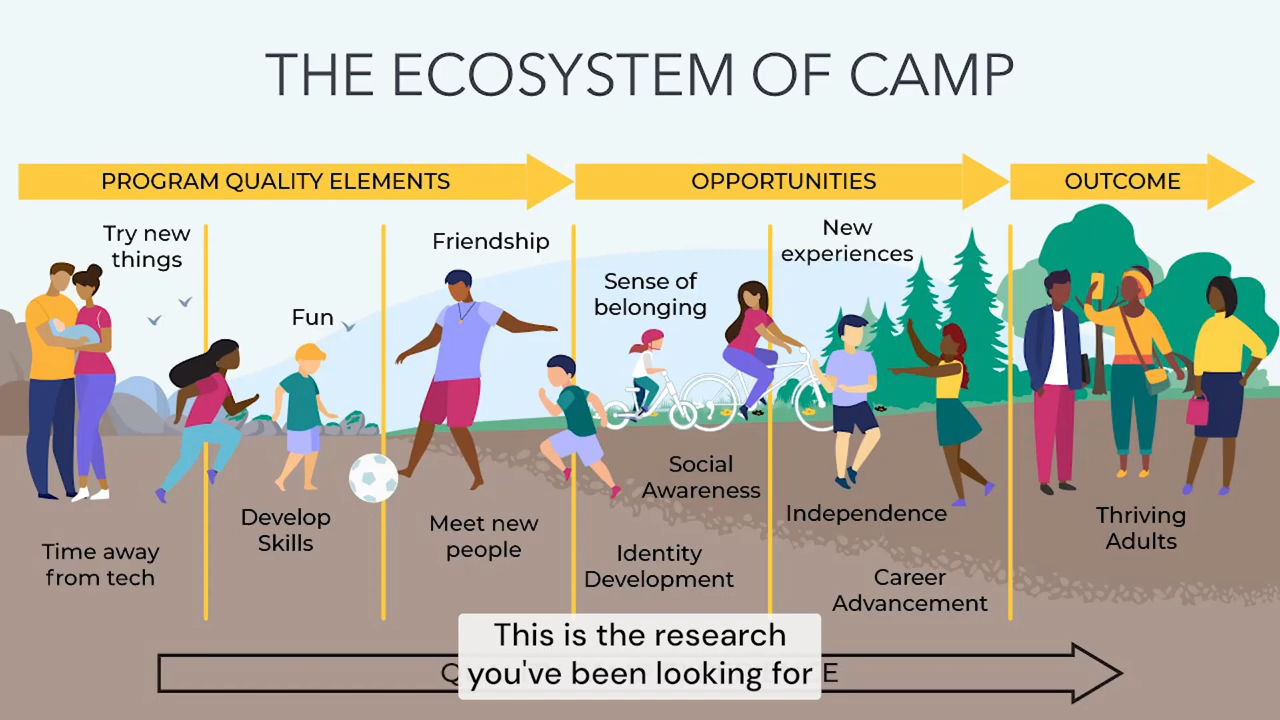 THE ECOSYSTEM OF CAMP
PROGRAM QUALITY ELEMENTS
OPPORTUNITIES
OUTCOME
Try new
things
Fun
Friendship
Sense of
belonging
New
experiences
Time away
from tech
Develop
Skills
Meet new
people
Social
Awareness
Identity
Development
Independence
Career
Advancement
Thriving
Adults
This is the research
you've been looking for